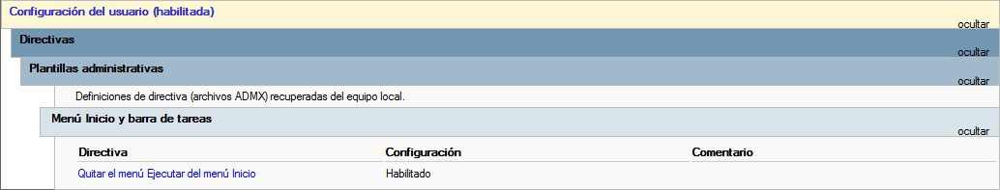 Configuración del usuario (habilitada)
ocultar
Directivas
ocultar
Plantillas administrativas
ocultar
Definiciones de directiva (archivos ADMX) recuperadas del equipo local.
Menú Inicio y barra de tareas
ocultar
Directiva Configuración Comentario
Quitar el menú Ejecutar del menú Inicio Habilitado